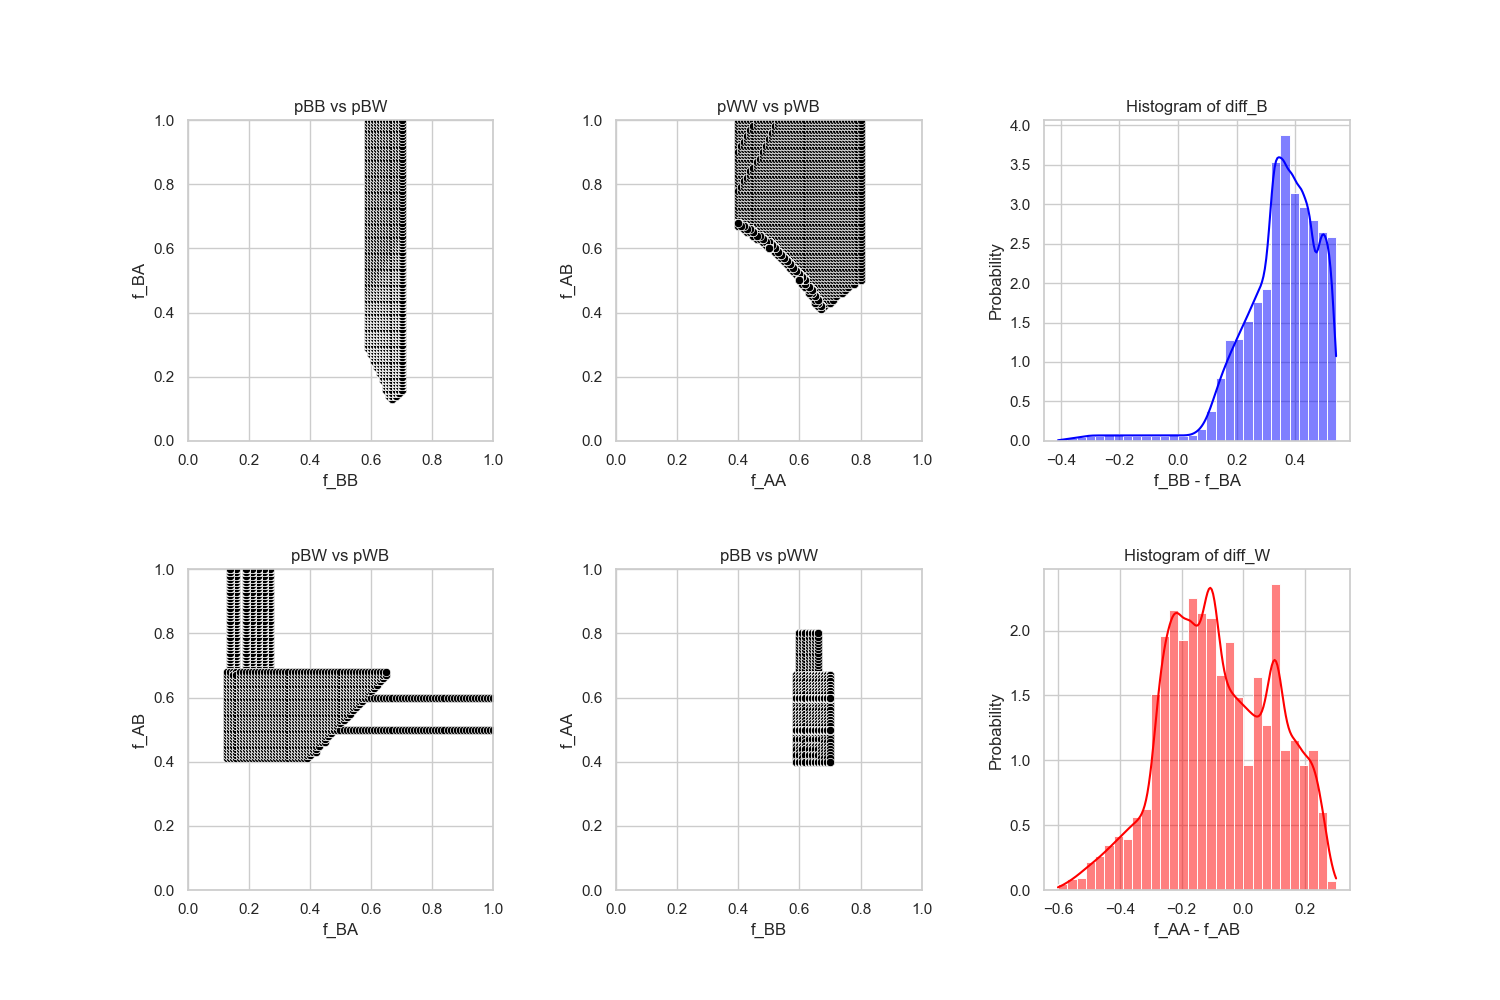 pBB vs pBW
1.0
0.8
0.6
0.4
0.2
0.0
0.0 0.2 0.4 0.6 0.8 1.0
f_BA
f_BB
pWW vs pWB
1.0
0.8
0.6
0.4
0.2
0.0
0.0 0.2 0.4 0.6 0.8 1.0
f_AB
f_AA
Histogram of diff_B
4.0
3.5
3.0
2.5
2.0
1.5
1.0
0.5
0.0
−0.4 −0.2 0.0 0.2 0.4
Probability
f_BB - f_BA
pBW vs pWB
1.0
0.8
0.6
0.4
0.2
0.0
0.0 0.2 0.4 0.6 0.8 1.0
f_AB
f_BA
pBB vs pWW
1.0
0.8
0.6
0.4
0.2
0.0
0.0 0.2 0.4 0.6 0.8 1.0
f_AA
f_BB
Histogram of diff_W
2.0
1.5
1.0
0.5
0.0
−0.6 −0.4 −0.2 0.0 0.2
Probability
f_AA - f_AB